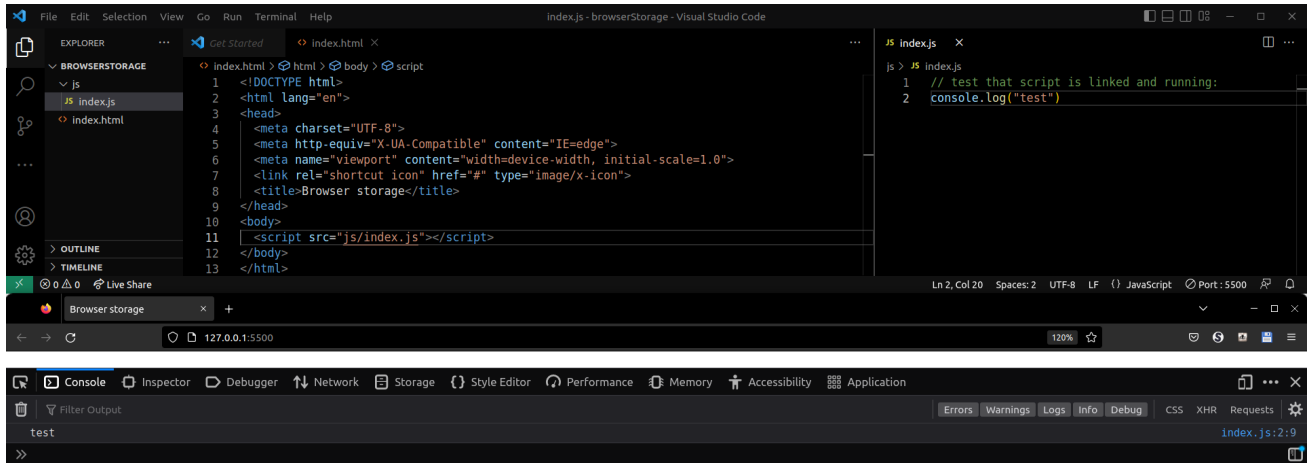 File Edit Selection View Go Run Terminal Help index.js - browserStorage - Visual Studio Code
EXPLORER ... Get Started <> index.html × ... JS index.js × ...
BROWSERSTORAGE
js
JS index.js
<> index.html
OUTLINE
TIMELINE
<> index.html > html > body > script
1 <!DOCTYPE html>
2 <html lang="en">
3 <head>
4 <meta charset="UTF-8">
5 <meta http-equiv="X-UA-Compatible" content="IE=edge">
6 <meta name="viewport" content="width=device-width, initial-scale=1.0">
7 <link rel="shortcut icon" href="#" type="image/x-icon">
8 <title>Browser storage</title>
9 </head>
10 <body>
11 <script src="js/index.js"></script>
12 </body>
13 </html>
js > JS index.js
1 // test that script is linked and running:
2 console.log("test")
0 0 Live Share Ln 2, Col 20 Spaces: 2 UTF-8 LF {} JavaScript Port : 5500
Browser storage × +
127.0.0.1:5500 120%
Console Inspector Debugger Network Storage {} Style Editor Performance Memory Accessibility Application
Filter Output Errors Warnings Logs Info Debug CSS XHR Requests
test index.js:2:9